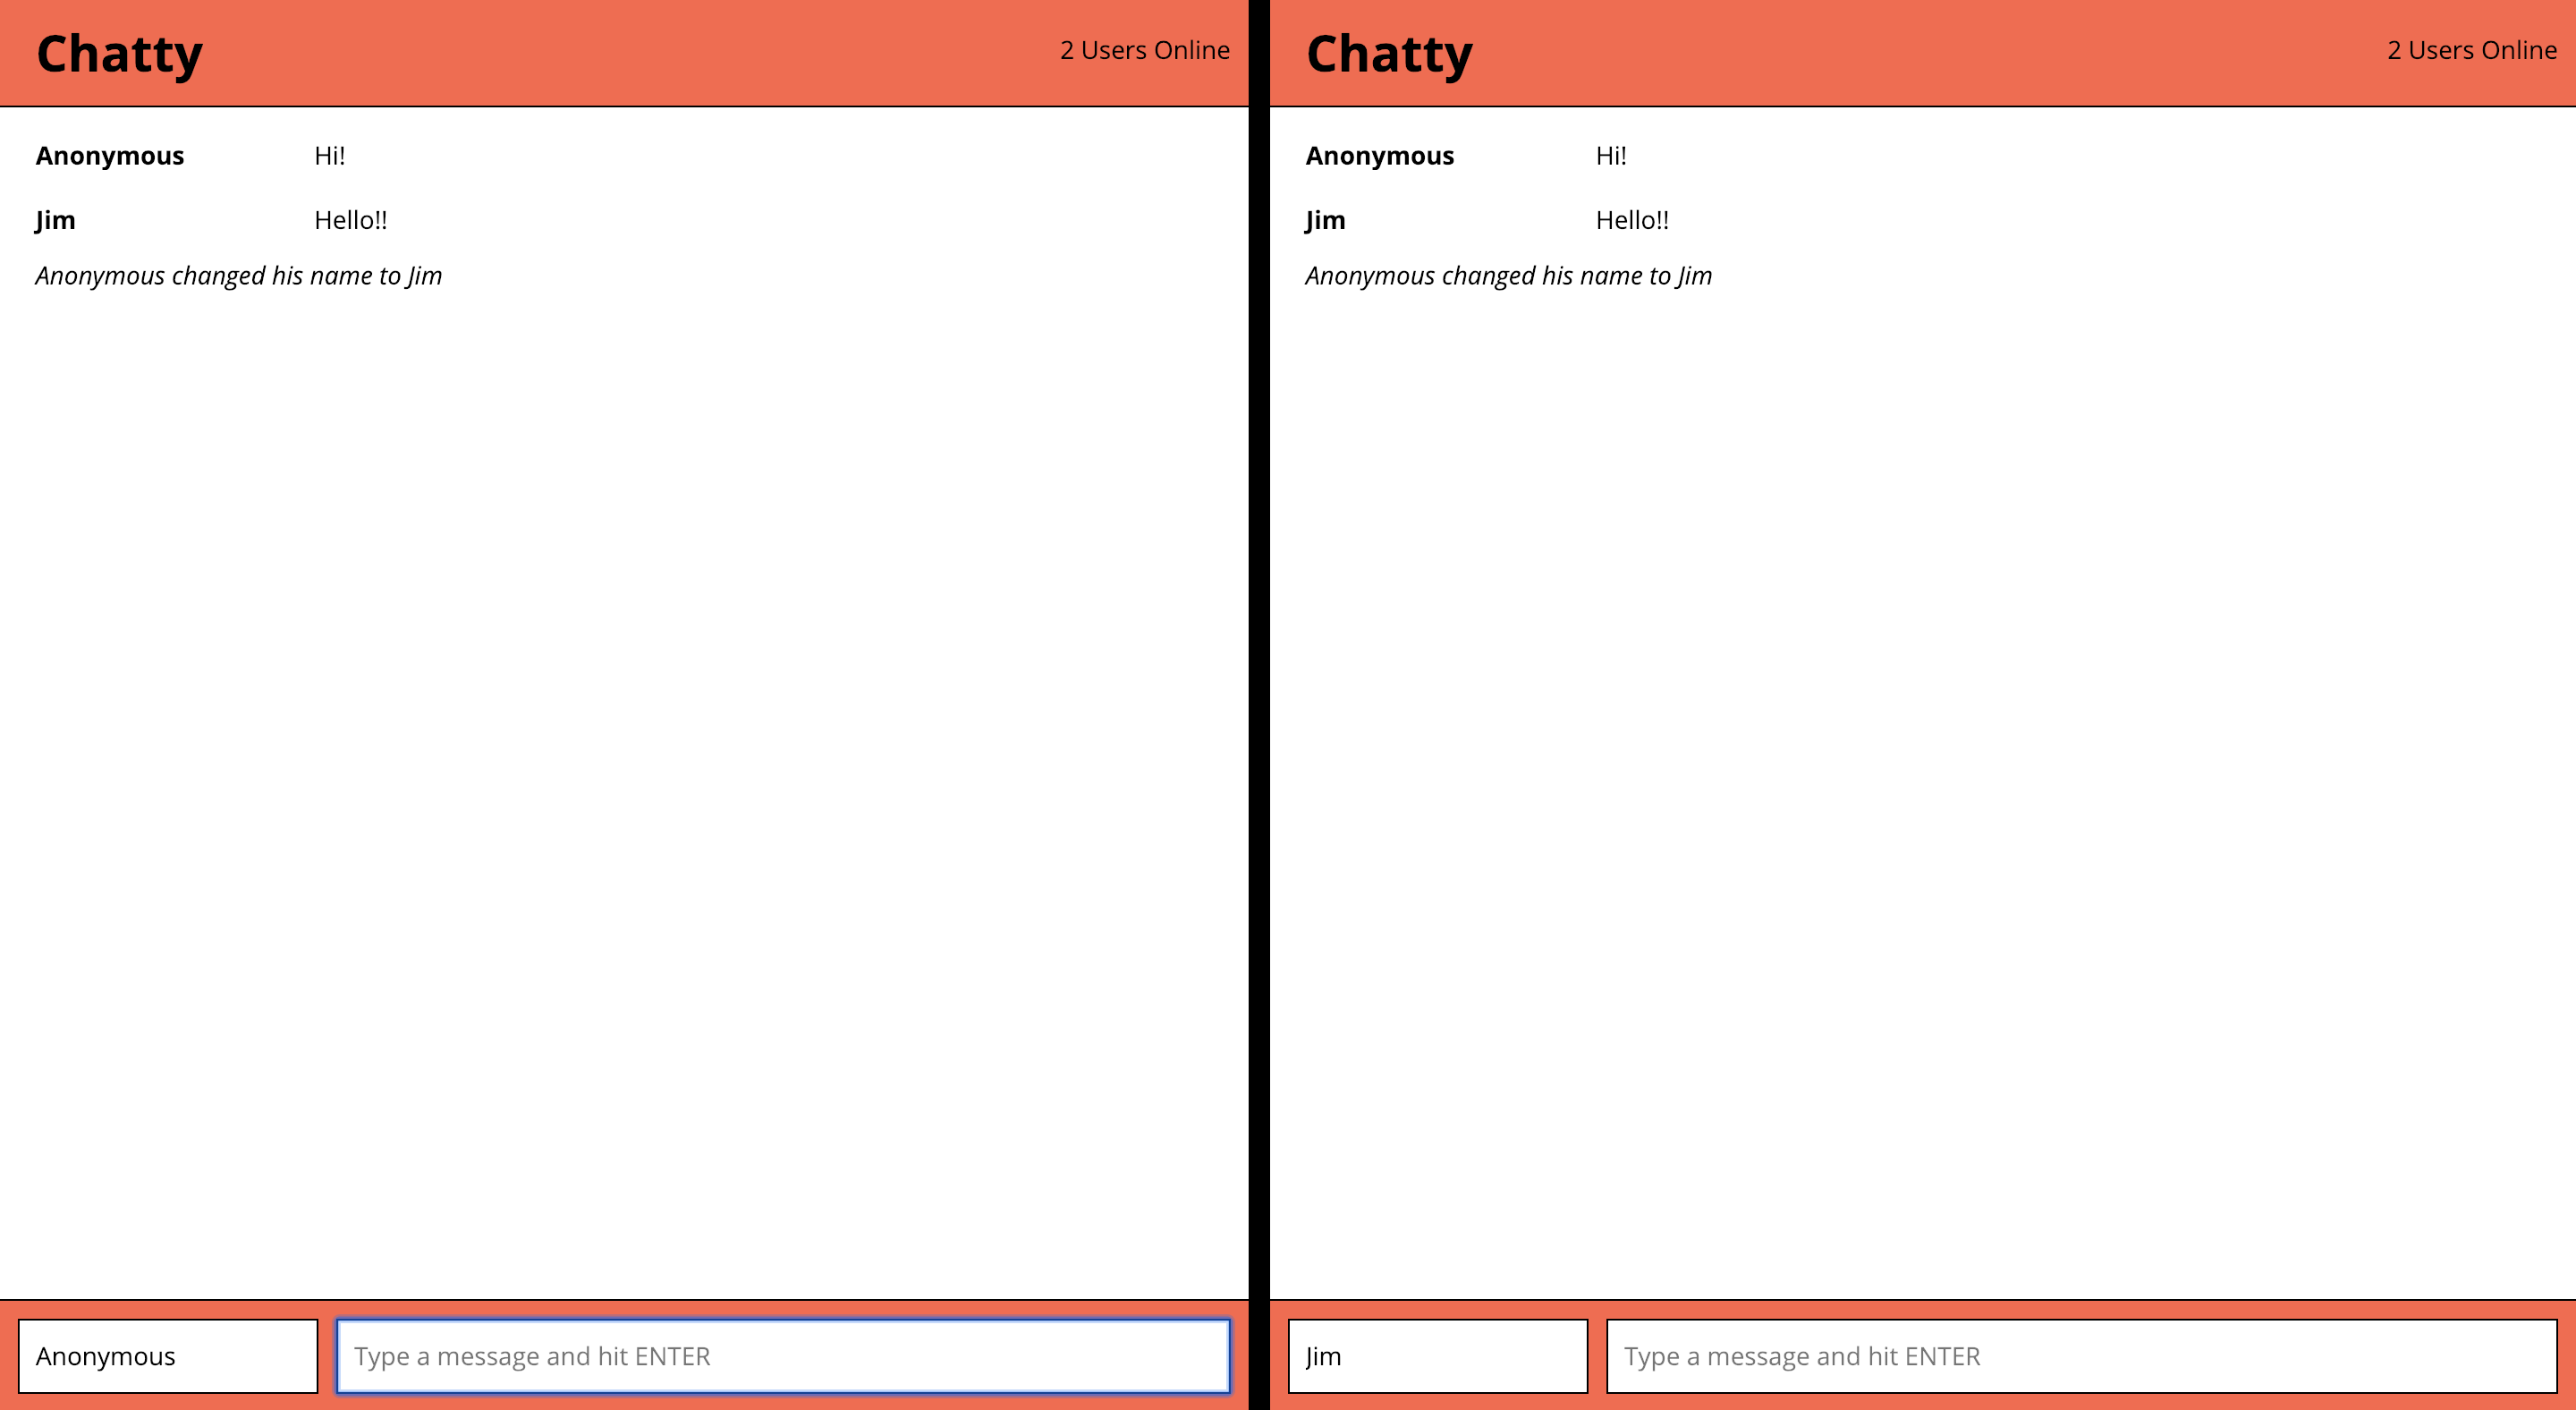 Chatty
2 Users Online
Anonymous Hi!
Jim Hello!!
Anonymous changed his name to Jim
Anonymous
Type a message and hit ENTER
Chatty
2 Users Online
Anonymous Hi!
Jim Hello!!
Anonymous changed his name to Jim
Jim
Type a message and hit ENTER